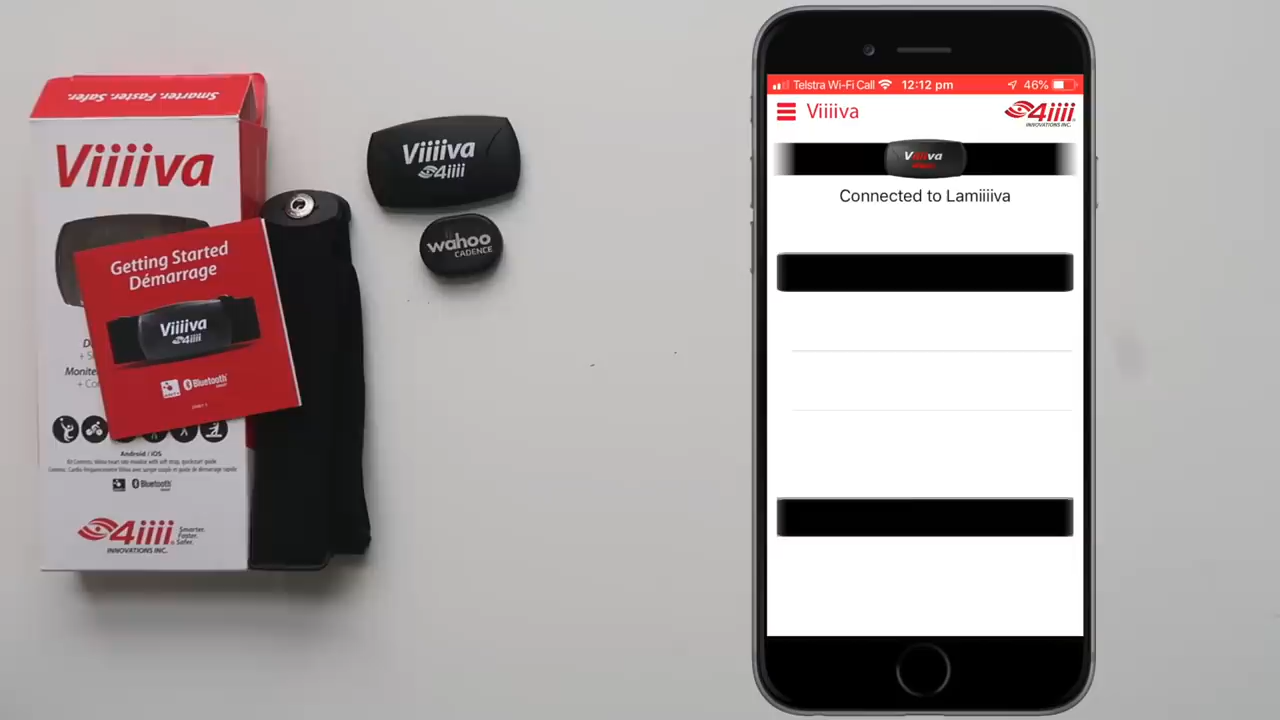 Smarter. Faster. Safer.
Viiiiva
Getting Started
Démarrage
Viiiiva
4iiii
Bluetooth
Android / iOS
Bluetooth
4iiii
Smarter.
Faster.
Safer.
INNOVATIONS INC.
Viiiiva
4iiii
wahoo
CADENCE
Telstra Wi-Fi Call 12:12 pm 46%
Viiiiva
4iiii
INNOVATIONS INC.
Viiiiva
Connected to Lamiiiiva